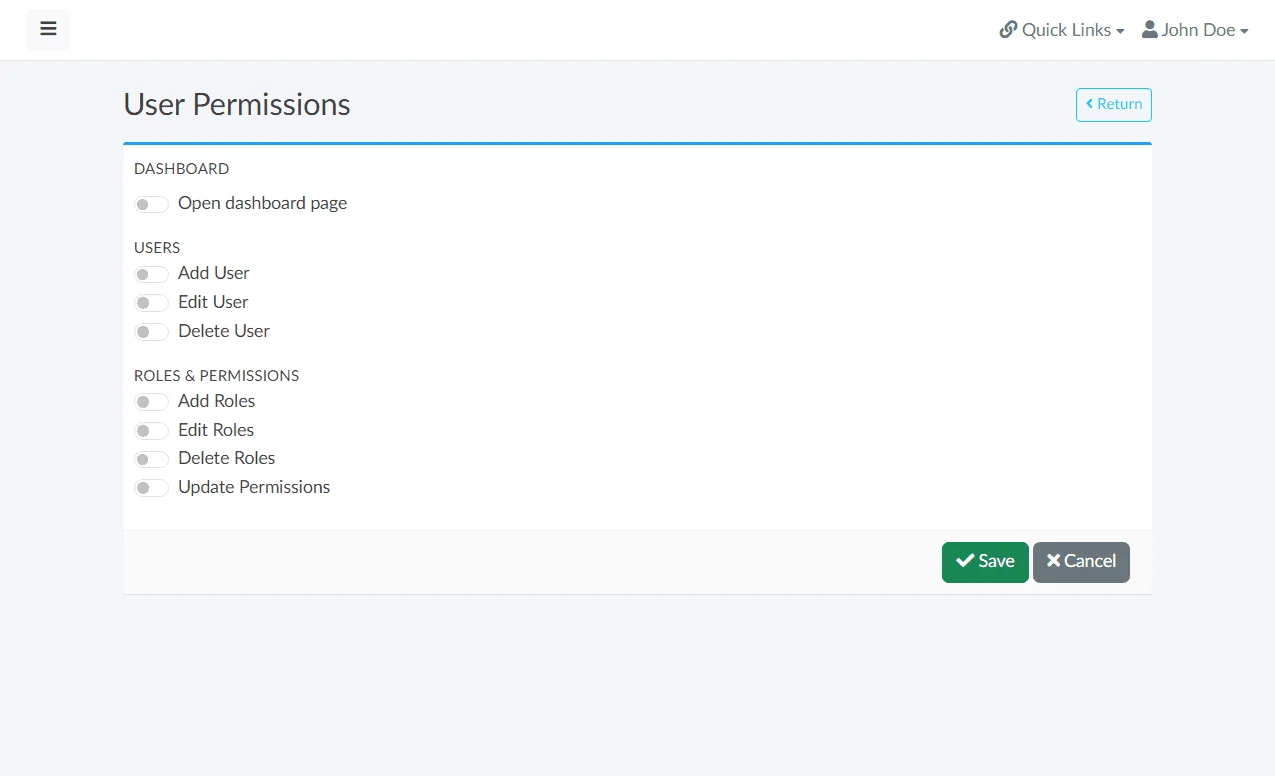 Quick Links John Doe
User Permissions
Return
DASHBOARD
Open dashboard page
USERS
Add User
Edit User
Delete User
ROLES & PERMISSIONS
Add Roles
Edit Roles
Delete Roles
Update Permissions
Save Cancel